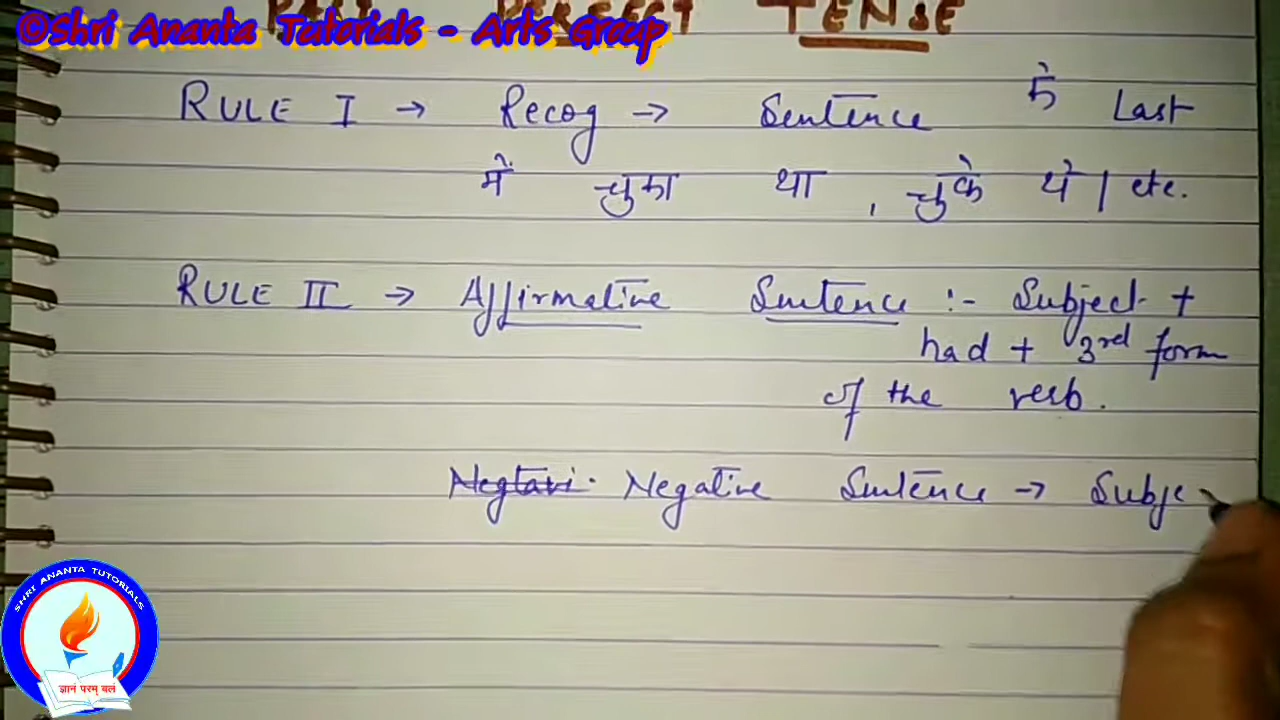 PAST PERFECT TENSE
©Shri Ananta Tutorials - Arts Group
RULE I → Recog → Sentence के Last
में चुका था , चुके थे | etc.
RULE II → Affirmative Sentence :- Subject +
had + 3rd form
of the verb.
Negative Sentence → Subje
SHRI ANANTA TUTORIALS
ज्ञानं परमं बलं